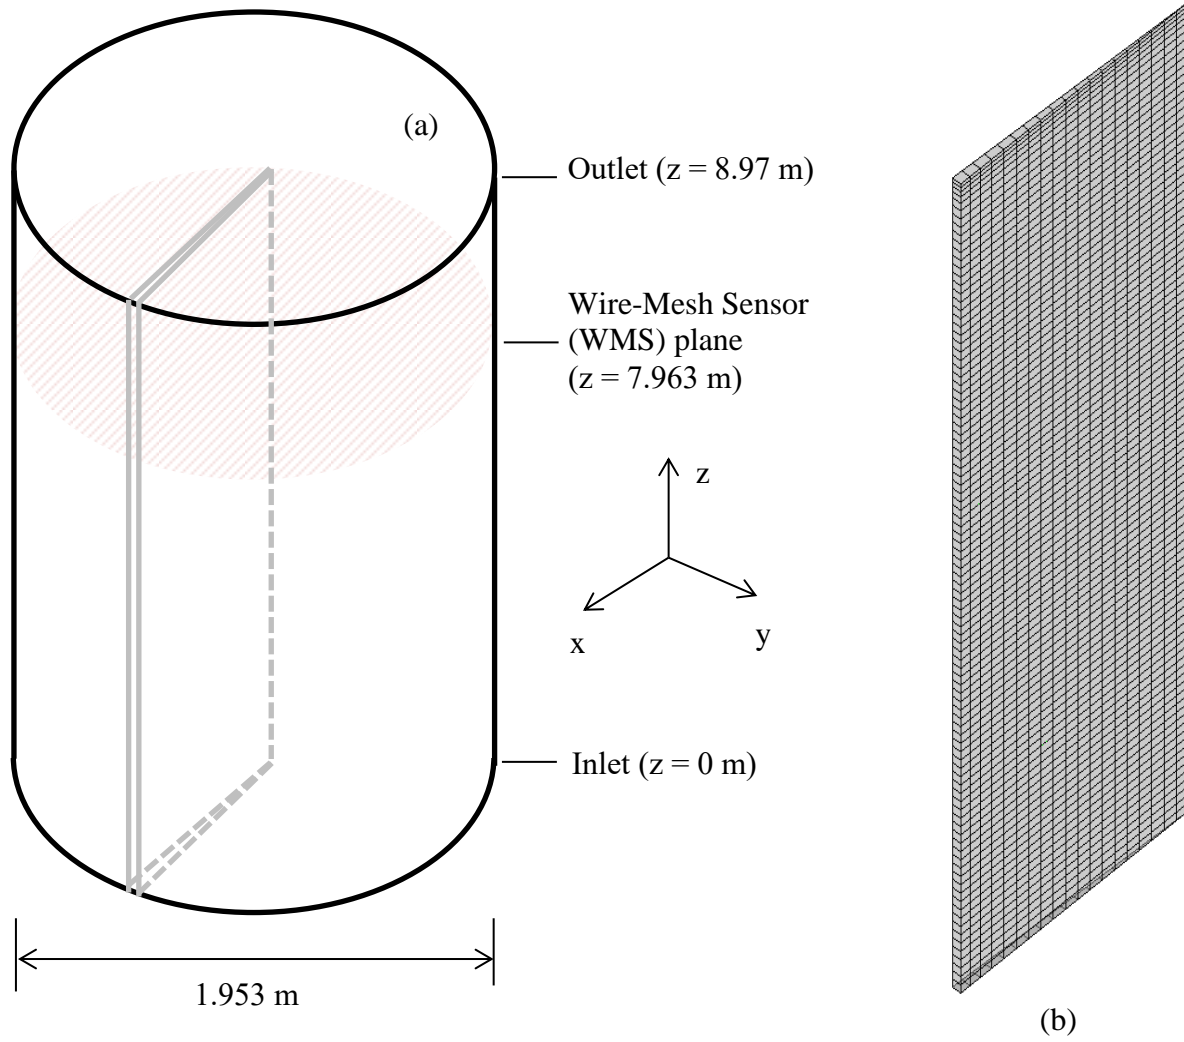 (a)
Outlet (z = 8.97 m)
Wire-Mesh Sensor
(WMS) plane
(z = 7.963 m)
z
x
y
Inlet (z = 0 m)
1.953 m
(b)